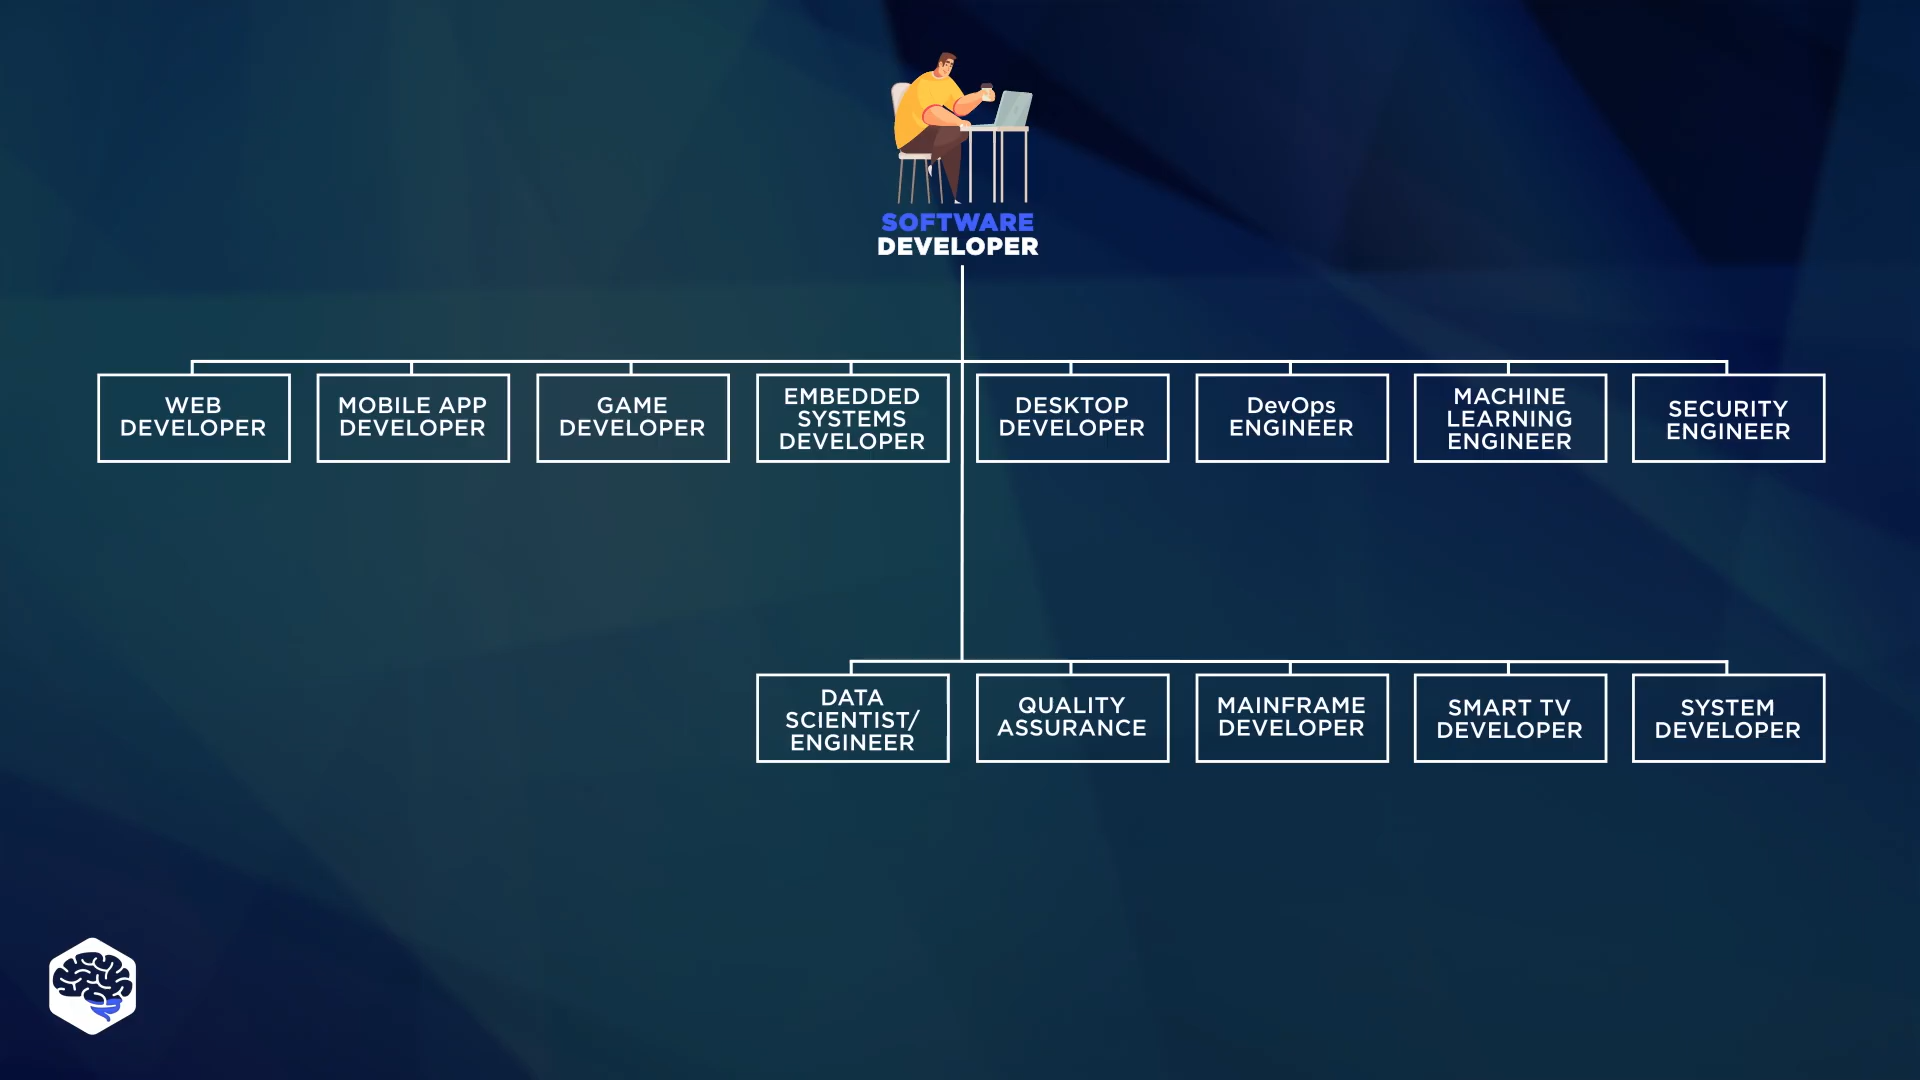 SOFTWARE
DEVELOPER
WEB
DEVELOPER
MOBILE APP
DEVELOPER
GAME
DEVELOPER
EMBEDDED
SYSTEMS
DEVELOPER
DESKTOP
DEVELOPER
DevOps
ENGINEER
MACHINE
LEARNING
ENGINEER
SECURITY
ENGINEER
DATA
SCIENTIST/
ENGINEER
QUALITY
ASSURANCE
MAINFRAME
DEVELOPER
SMART TV
DEVELOPER
SYSTEM
DEVELOPER